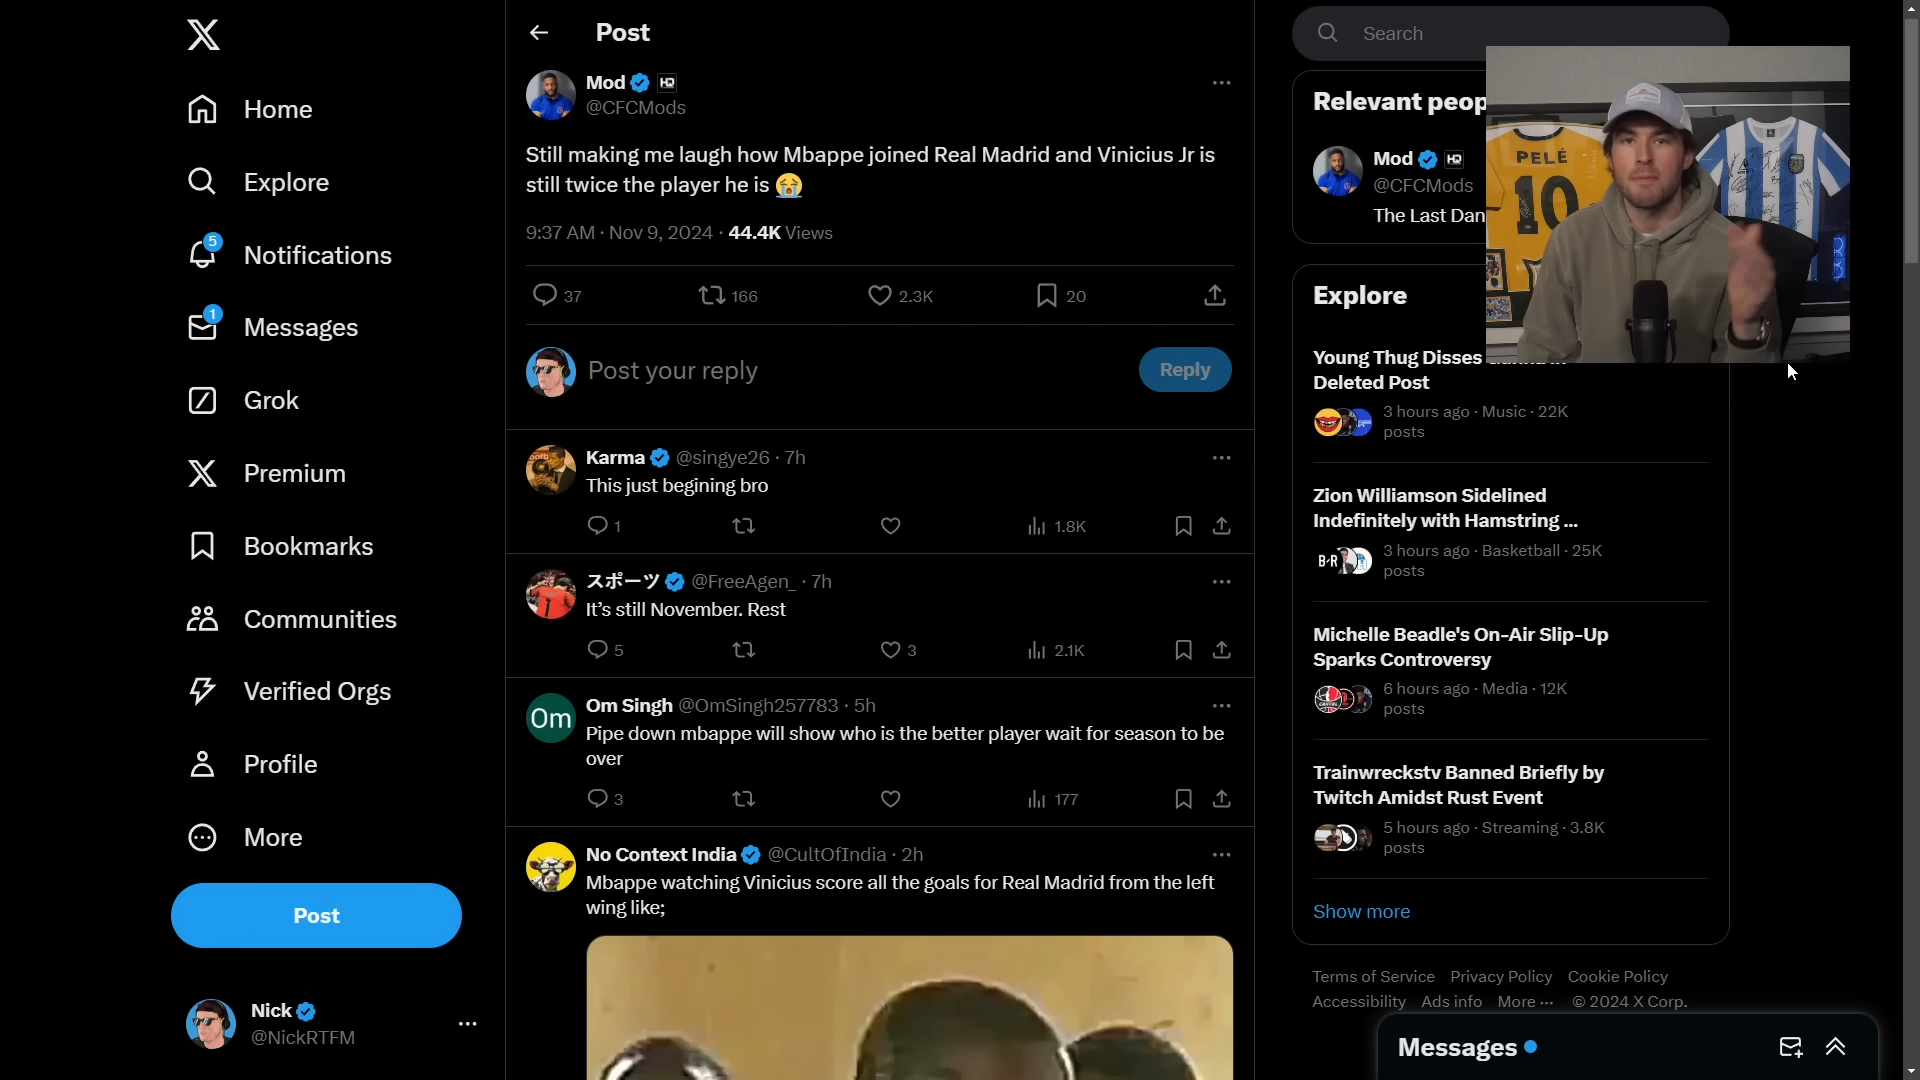 Home
Explore
5
Notifications
1
Messages
Grok
Premium
Bookmarks
Communities
Verified Orgs
Profile
More
Post
Nick
@NickRTFM
Post
Mod HQ
@CFCMods
Still making me laugh how Mbappe joined Real Madrid and Vinicius Jr is
still twice the player he is 😭
9:37 AM · Nov 9, 2024 · 44.4K Views
37 166 2.3K 20
Post your reply
Reply
Karma @singye26 · 7h
This just begining bro
1 1.8K
スポーツ @FreeAgen_ · 7h
It’s still November. Rest
5 3 2.1K
Om
Om Singh @OmSingh257783 · 5h
Pipe down mbappe will show who is the better player wait for season to be
over
3 177
No Context India @CultOfIndia · 2h
Mbappe watching Vinicius score all the goals for Real Madrid from the left
wing like;
Search
Relevant peop
Mod HQ
@CFCMods
The Last Dan
PELÉ
10
Explore
Young Thug Disses
Deleted Post
3 hours ago · Music · 22K
posts
Zion Williamson Sidelined
Indefinitely with Hamstring ...
B/R
3 hours ago · Basketball · 25K
posts
Michelle Beadle's On-Air Slip-Up
Sparks Controversy
6 hours ago · Media · 12K
posts
Trainwreckstv Banned Briefly by
Twitch Amidst Rust Event
5 hours ago · Streaming · 3.8K
posts
Show more
Terms of Service Privacy Policy Cookie Policy
Accessibility Ads info More ··· © 2024 X Corp.
Messages